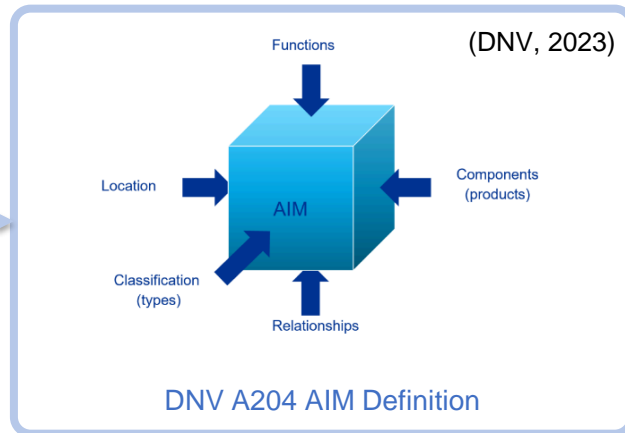 (DNV, 2023)
Functions
Location
Components
(products)
AIM
Classification
(types)
Relationships
DNV A204 AIM Definition